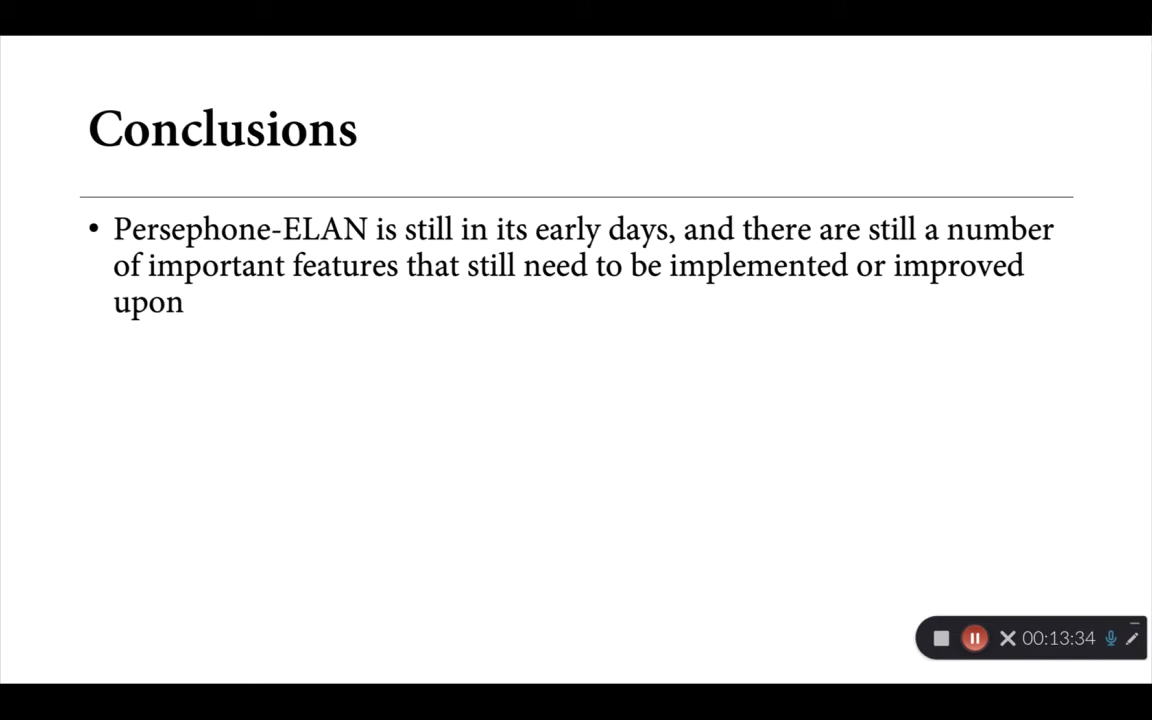 Conclusions
• Persephone-ELAN is still in its early days, and there are still a number
of important features that still need to be implemented or improved
upon
00:13:34